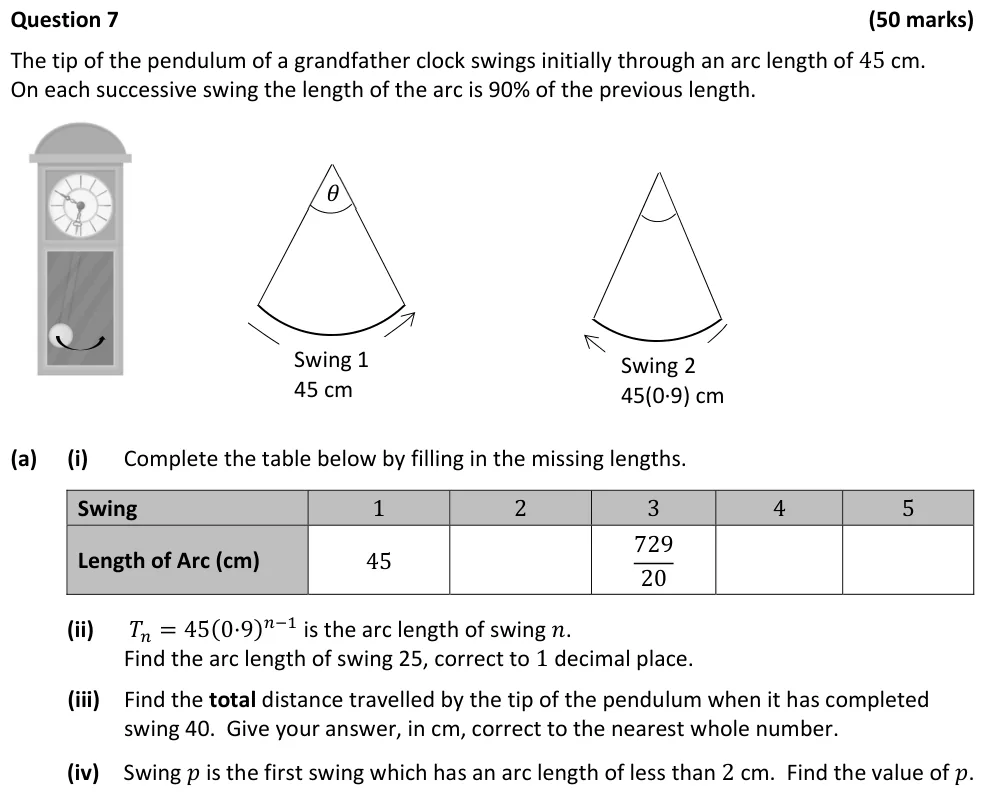 Question 7 (50 marks)
The tip of the pendulum of a grandfather clock swings initially through an arc length of 45 cm.
On each successive swing the length of the arc is 90% of the previous length.
θ
Swing 1
45 cm
Swing 2
45(0·9) cm
(a) (i) Complete the table below by filling in the missing lengths.
Swing 1 2 3 4 5
Length of Arc (cm) 45 729/20
(ii) Tₙ = 45(0·9)ⁿ⁻¹ is the arc length of swing n.
Find the arc length of swing 25, correct to 1 decimal place.
(iii) Find the total distance travelled by the tip of the pendulum when it has completed
swing 40. Give your answer, in cm, correct to the nearest whole number.
(iv) Swing p is the first swing which has an arc length of less than 2 cm. Find the value of p.